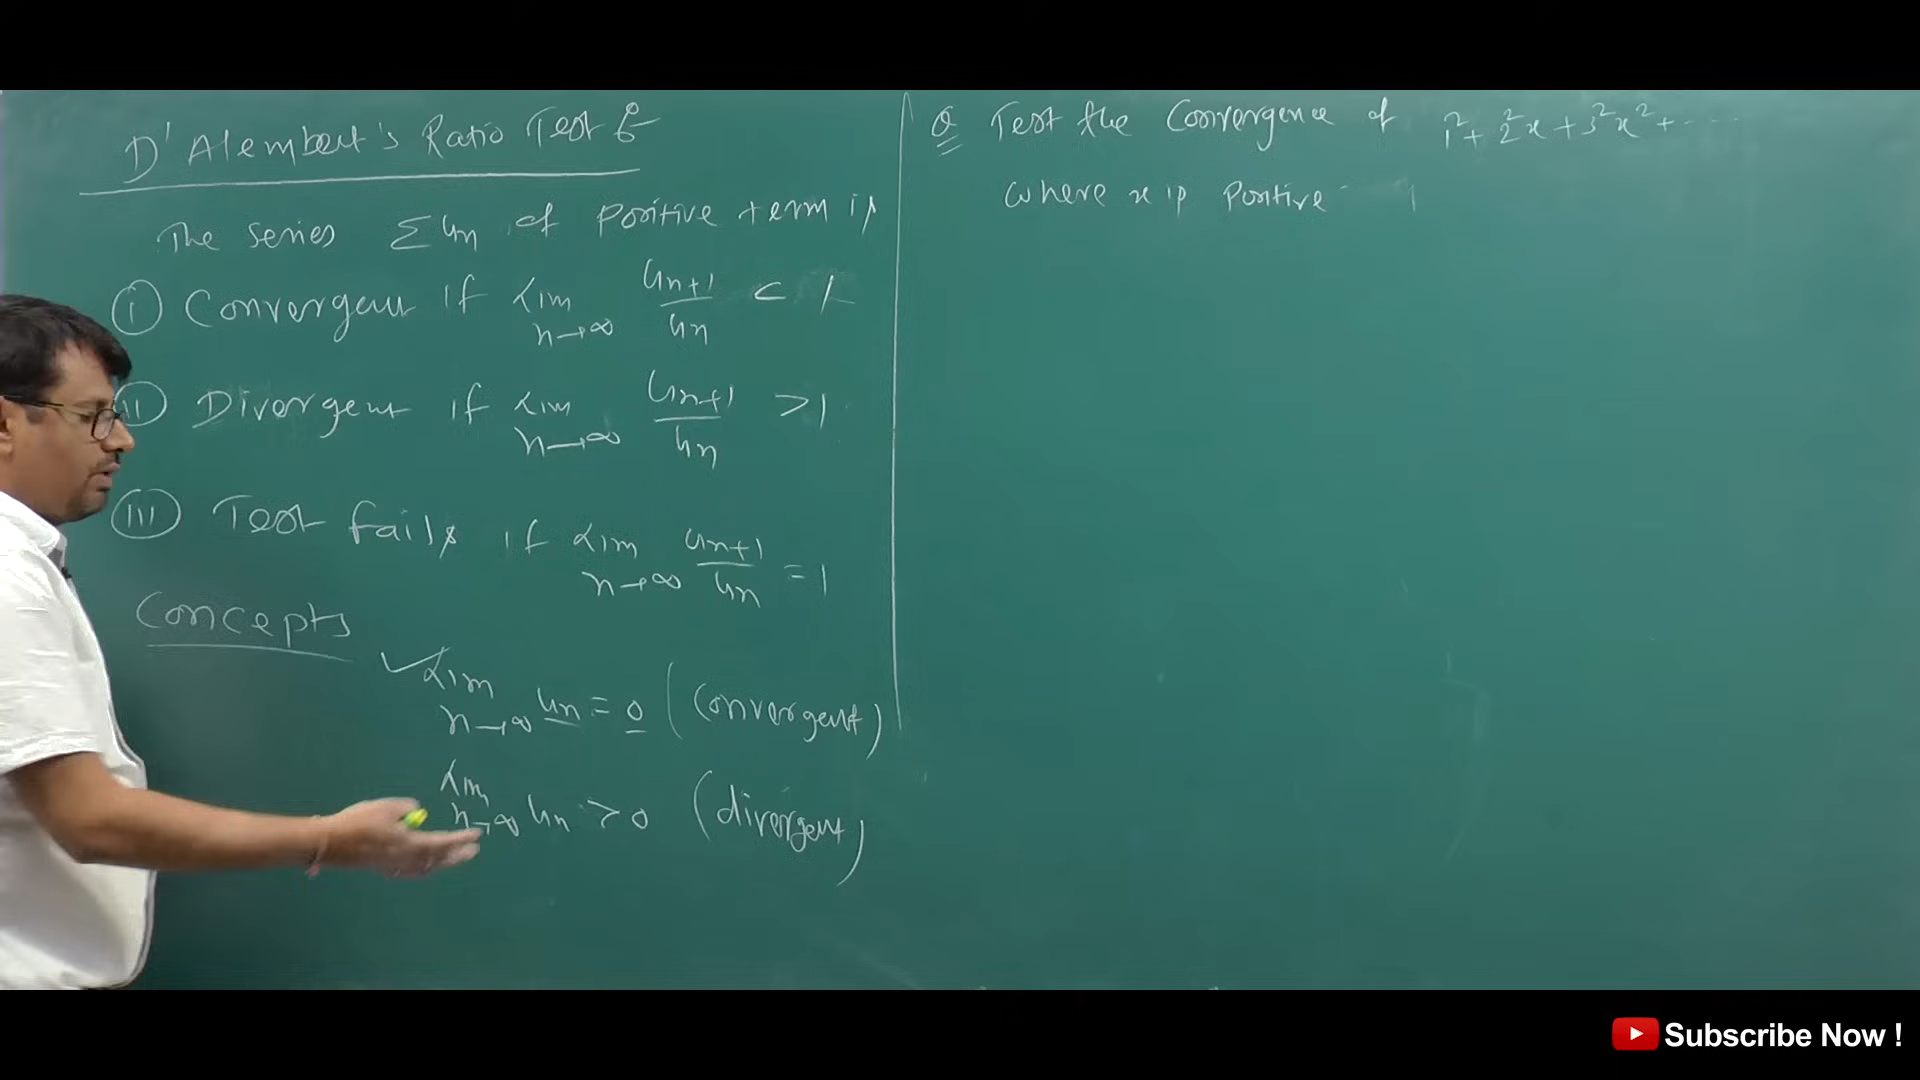 D'Alembert's Ratio Test :-
The series Σ un of positive term is
(i) Convergent if Lim n→∞ un+1/un < 1
(ii) Divergent if Lim n→∞ un+1/un > 1
(iii) Test fails if Lim n→∞ un+1/un = 1
Concepts
✓ Lim n→∞ un = 0 (Convergent)
Lim n→∞ un > 0 (divergent)
Q Test the Convergence of 1² + 2²x + 3²x² + ....
where x is Positive
Subscribe Now !